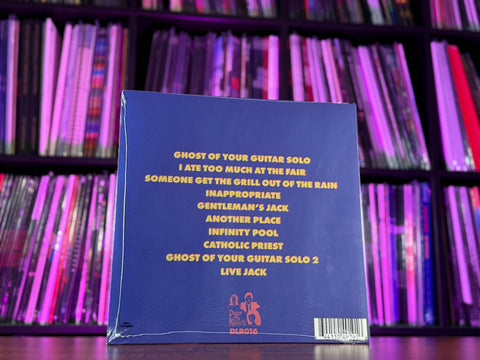 GHOST OF YOUR GUITAR SOLO
I ATE TOO MUCH AT THE FAIR
SOMEONE GET THE GRILL OUT OF THE RAIN
INAPPROPRIATE
GENTLEMAN'S JACK
ANOTHER PLACE
INFINITY POOL
CATHOLIC PRIEST
GHOST OF YOUR GUITAR SOLO 2
LIVE JACK
DLR016